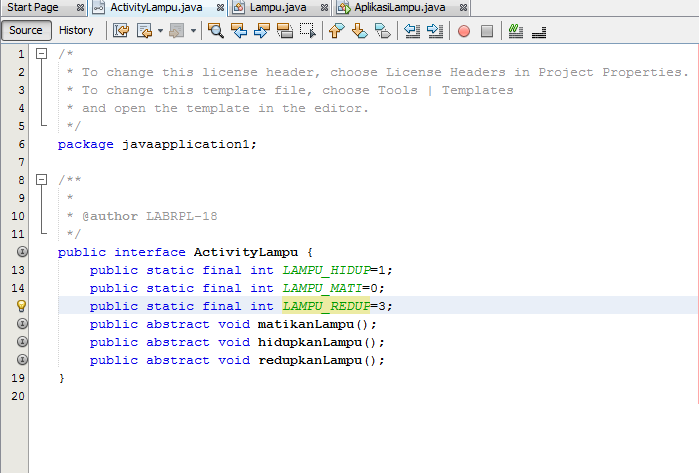 Start Page ActivityLampu.java Lampu.java AplikasiLampu.java
Source History
1 /*
2 * To change this license header, choose License Headers in Project Properties.
3 * To change this template file, choose Tools | Templates
4 * and open the template in the editor.
5 */
6 package javaapplication1;
7
8 /**
9 *
10 * @author LABRPL-18
11 */
public interface ActivityLampu {
13 public static final int LAMPU_HIDUP=1;
14 public static final int LAMPU_MATI=0;
public static final int LAMPU_REDUP=3;
public abstract void matikanLampu();
public abstract void hidupkanLampu();
public abstract void redupkanLampu();
19 }
20